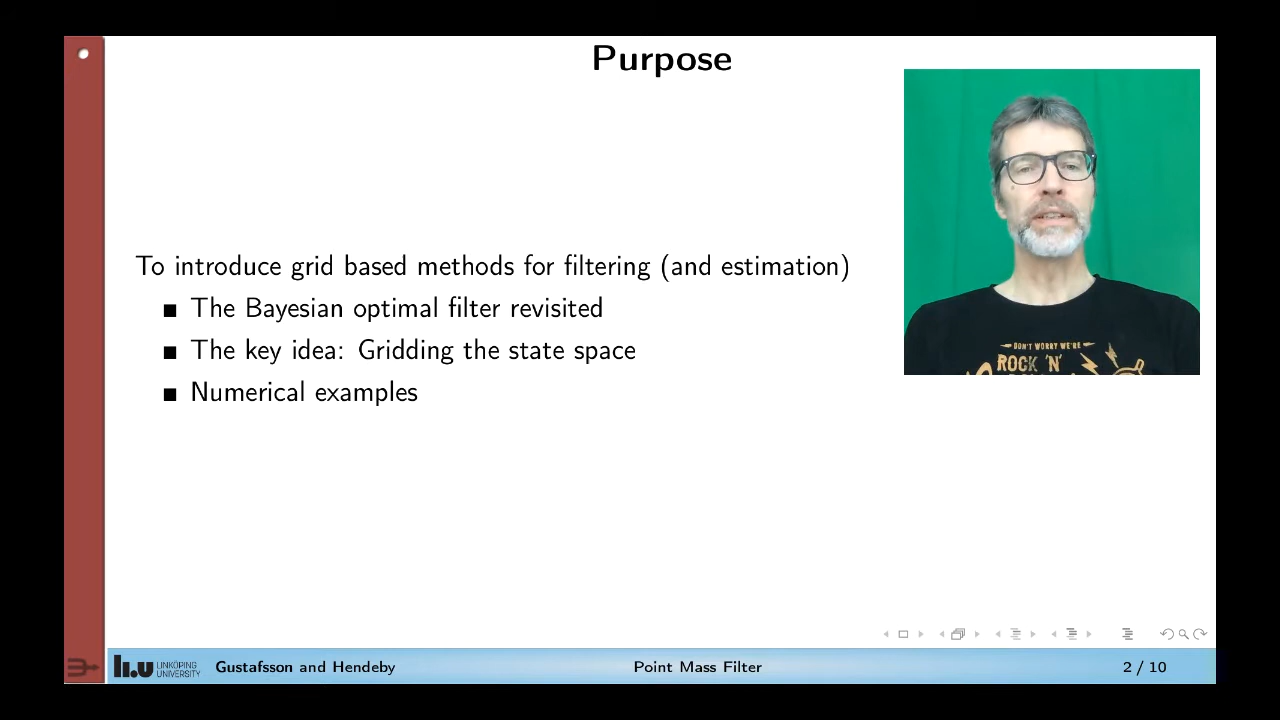 Purpose
To introduce grid based methods for filtering (and estimation)
The Bayesian optimal filter revisited
The key idea: Gridding the state space
Numerical examples
DON'T WORRY WE'RE
ROCK 'N'
LINKÖPING
UNIVERSITY
Gustafsson and Hendeby
Point Mass Filter
2 / 10